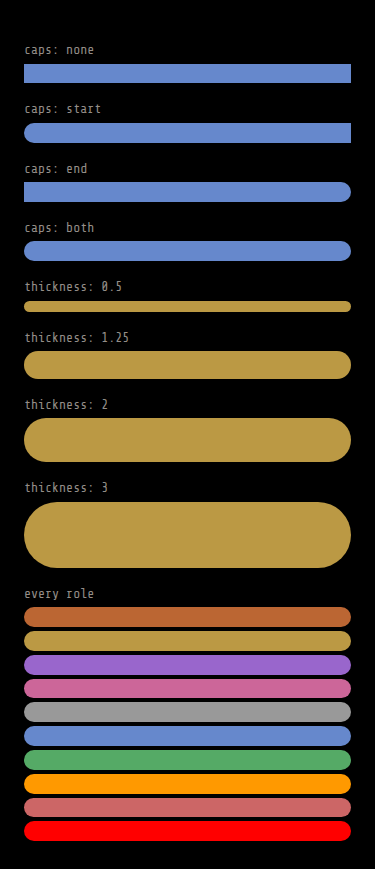 caps: none
caps: start
caps: end
caps: both
thickness: 0.5
thickness: 1.25
thickness: 2
thickness: 3
every role